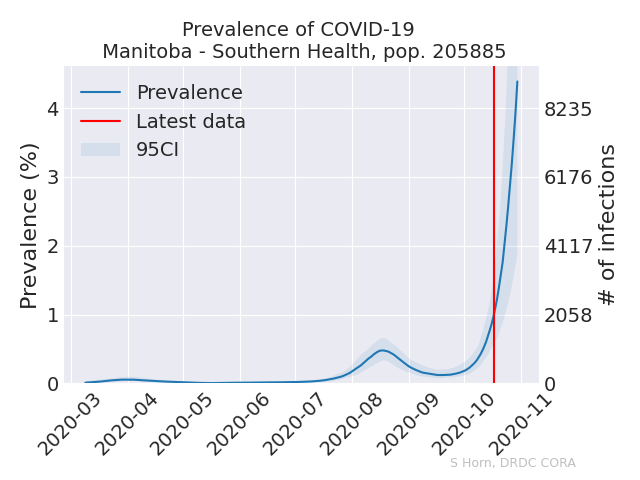 Prevalence of COVID-19
Manitoba - Southern Health, pop. 205885
Prevalence
Latest data
95CI
Prevalence (%)
4
3
2
1
0
8235
6176
4117
2058
0
# of infections
2020-03
2020-04
2020-05
2020-06
2020-07
2020-08
2020-09
2020-10
2020-11
S Horn, DRDC CORA